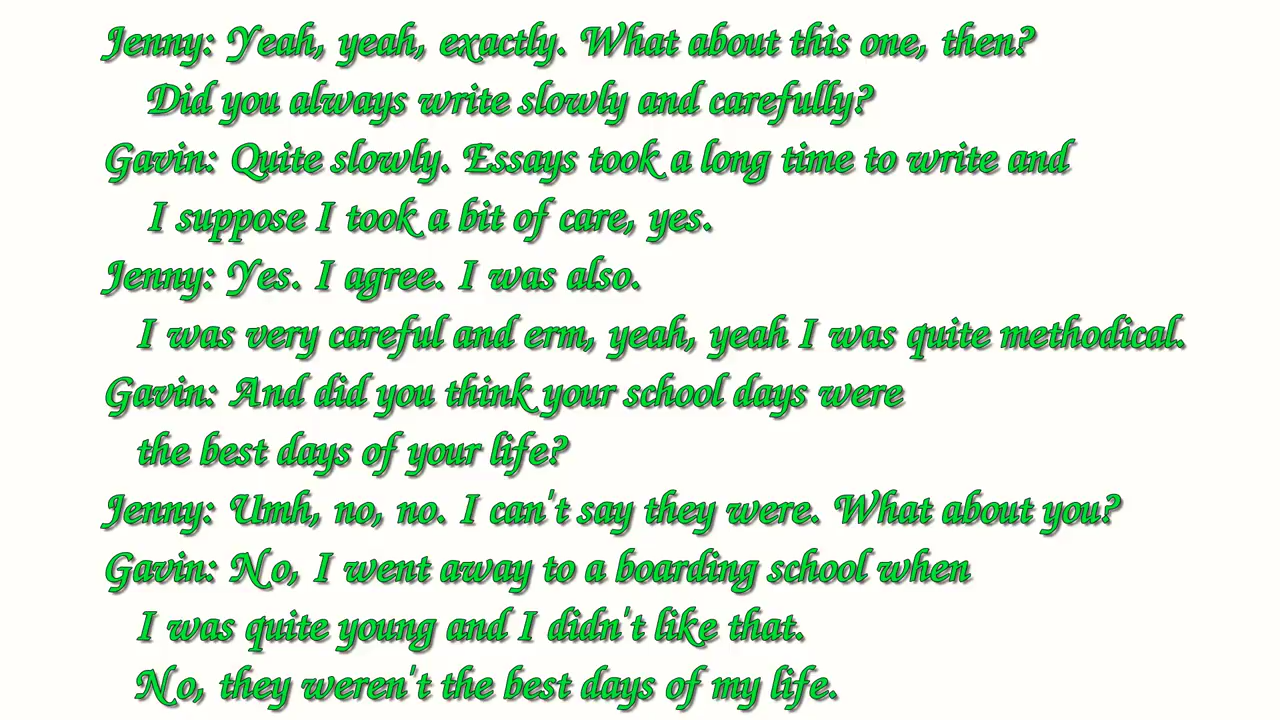 Jenny: Yeah, yeah, exactly. What about this one, then?
Did you always write slowly and carefully?
Gavin: Quite slowly. Essays took a long time to write and
I suppose I took a bit of care, yes.
Jenny: Yes. I agree. I was also.
I was very careful and erm, yeah, yeah I was quite methodical.
Gavin: And did you think your school days were
the best days of your life?
Jenny: Umh, no, no. I can't say they were. What about you?
Gavin: No, I went away to a boarding school when
I was quite young and I didn't like that.
No, they weren't the best days of my life.